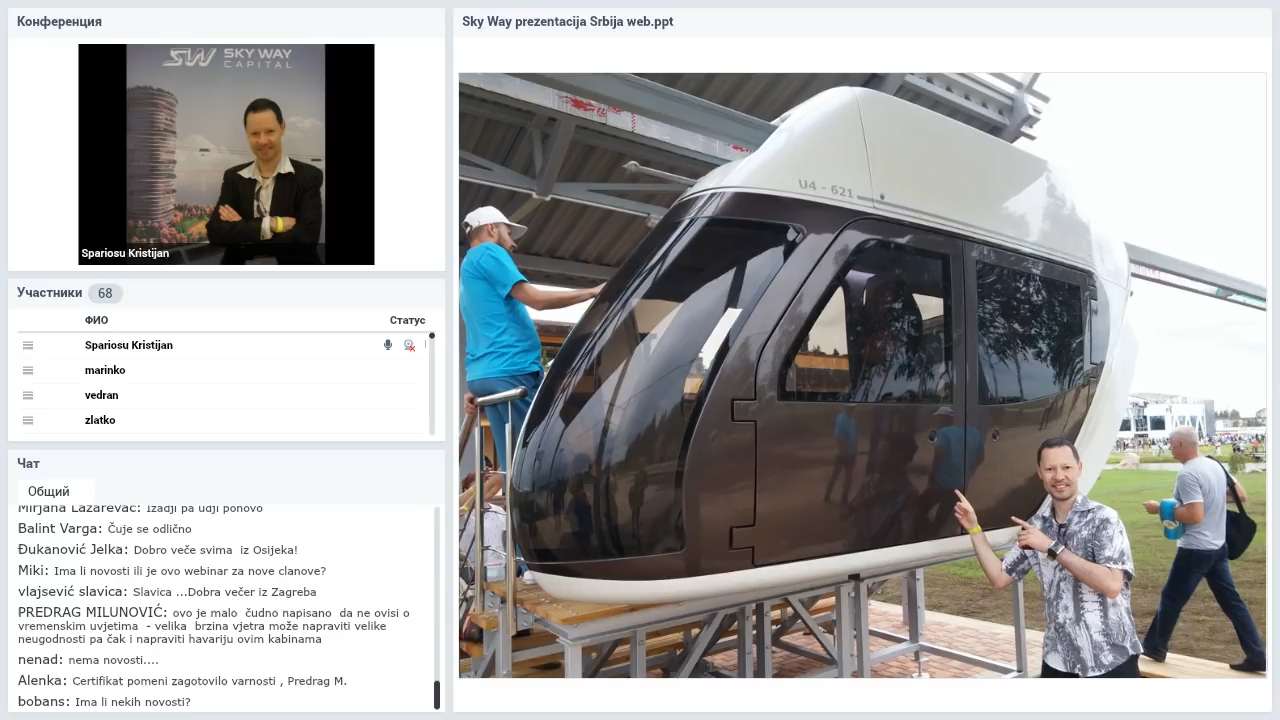 Конференция
SW SKY WAY
CAPITAL
Spariosu Kristijan
Участники 68
ФИО Статус
Spariosu Kristijan
marinko
vedran
zlatko
Чат
Общий
Mirjana Lazarevac: Izadji pa udji ponovo
Balint Varga: Čuje se odlično
Đukanović Jelka: Dobro veče svima iz Osijeka!
Miki: Ima li novosti ili je ovo webinar za nove clanove?
vlajsević slavica: Slavica ...Dobra večer iz Zagreba
PREDRAG MILUNOVIĆ: ovo je malo čudno napisano da ne ovisi o
vremenskim uvjetima - velika brzina vjetra može napraviti velike
neugodnosti pa čak i napraviti havariju ovim kabinama
nenad: nema novosti....
Alenka: Certifikat pomeni zagotovilo varnosti , Predrag M.
bobans: Ima li nekih novosti?
Sky Way prezentacija Srbija web.ppt
U4 - 621